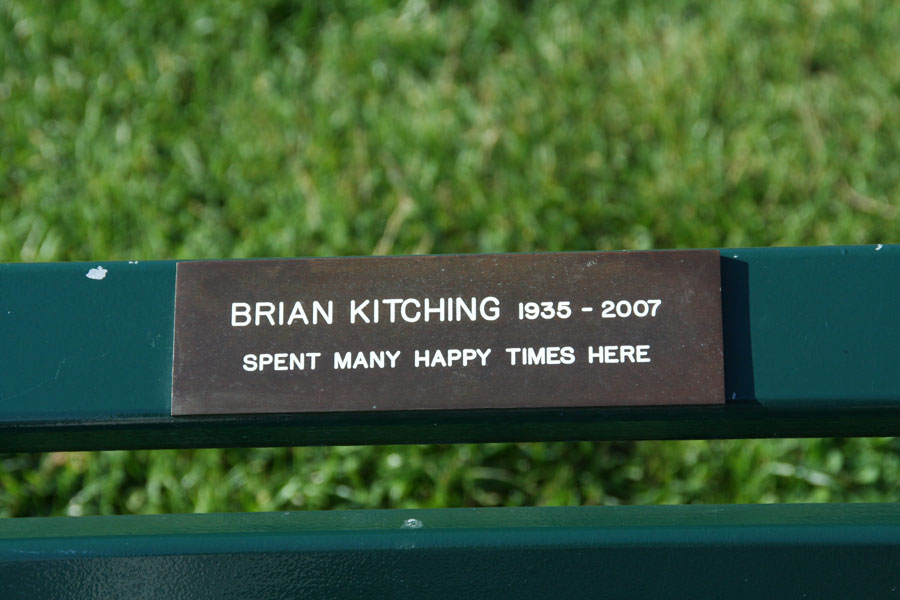 BRIAN KITCHING 1935 - 2007
SPENT MANY HAPPY TIMES HERE